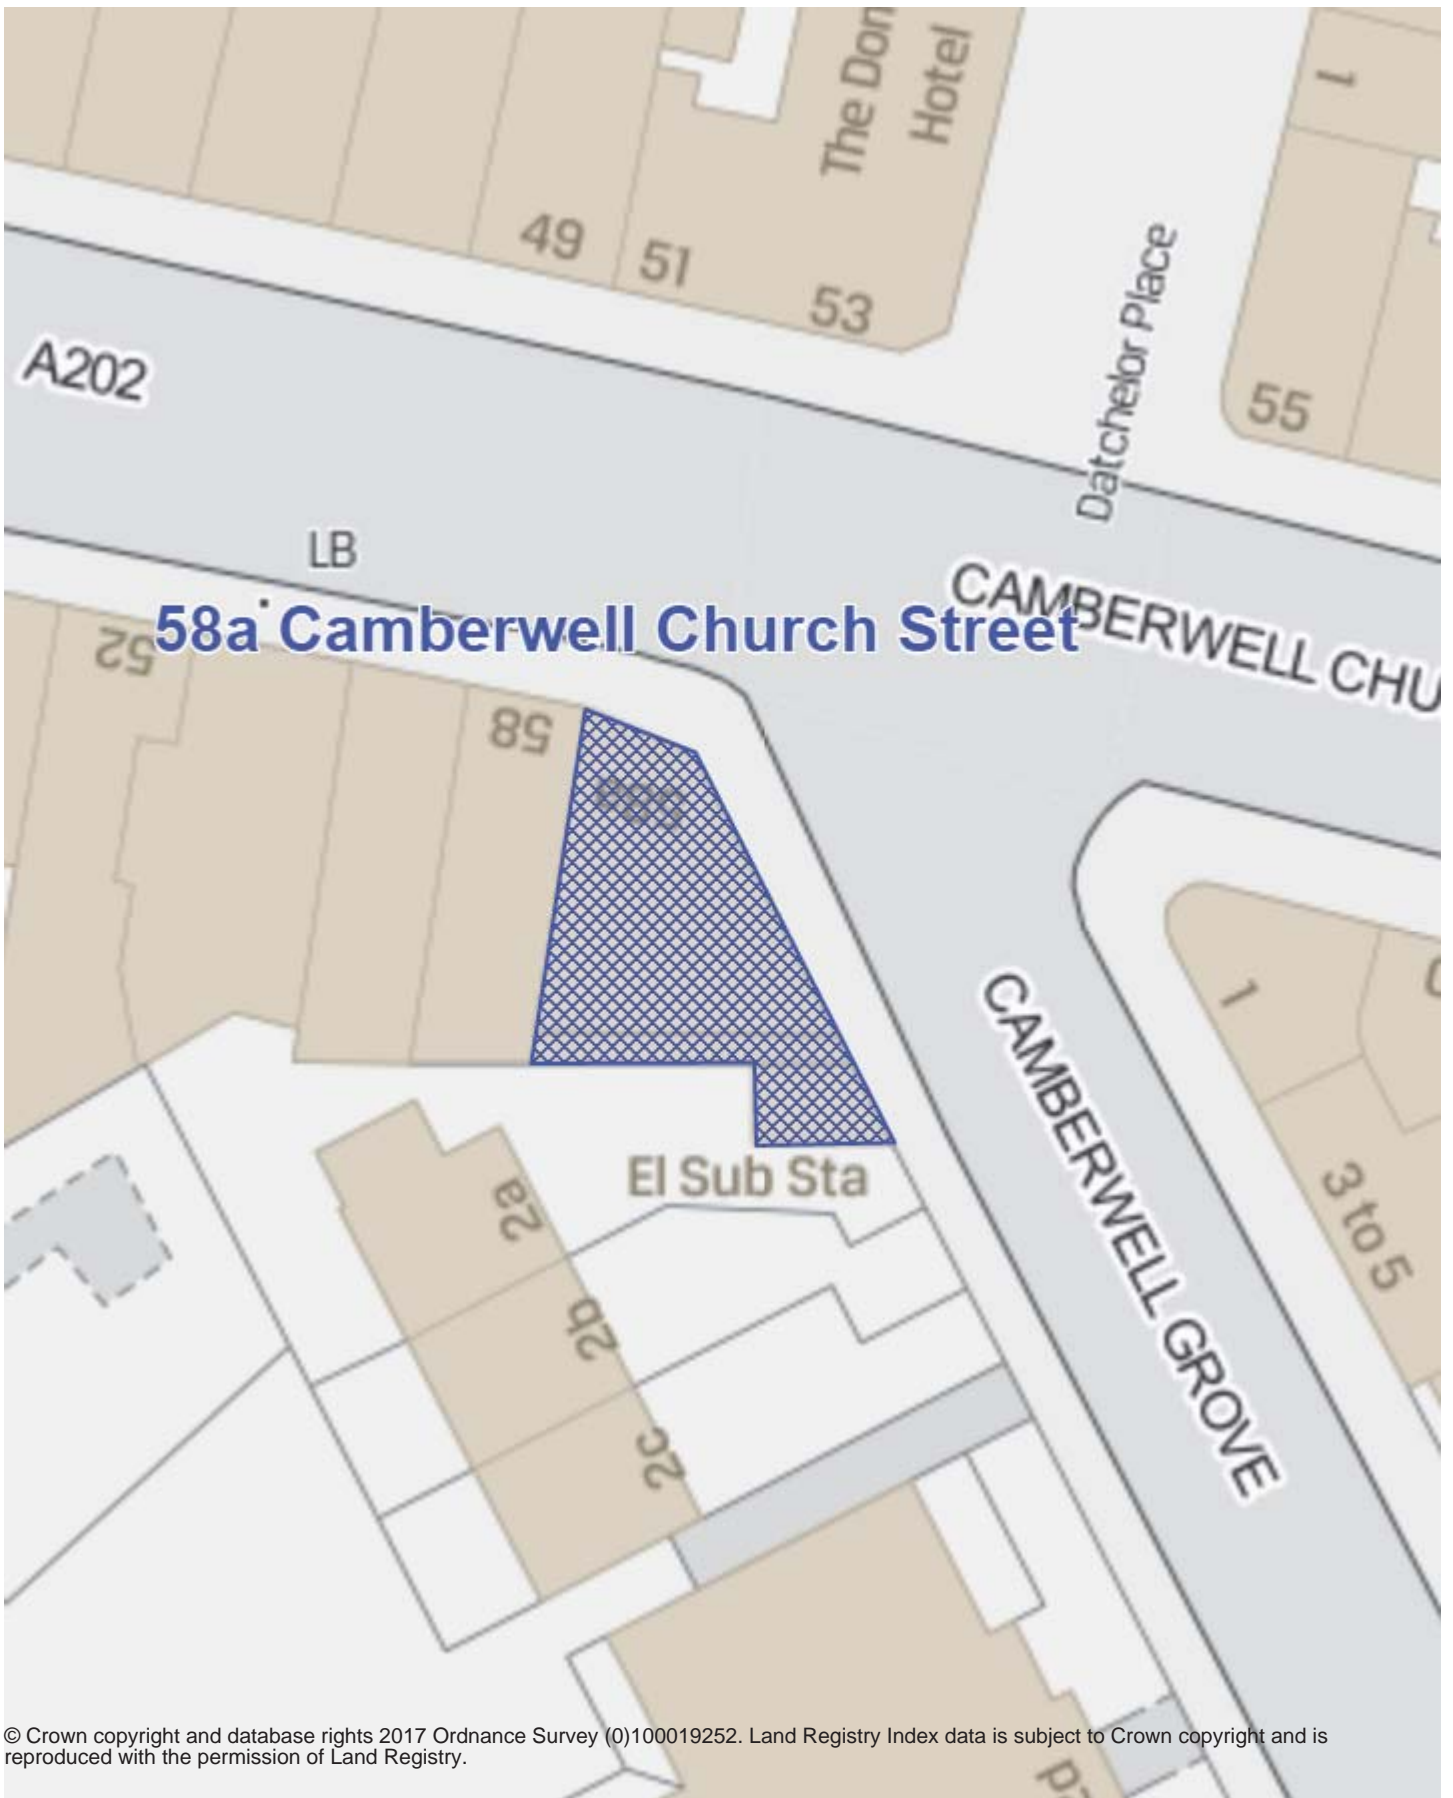 The Don
Hotel
1
49
51
53
Datchelor Place
A202
55
LB
CAMBERWELL CHU
58a Camberwell Church Street
52
58
1
CAMBERWELL GROVE
El Sub Sta
2a
3 to 5
2b
2c
© Crown copyright and database rights 2017 Ordnance Survey (0)100019252. Land Registry Index data is subject to Crown copyright and is
reproduced with the permission of Land Registry.